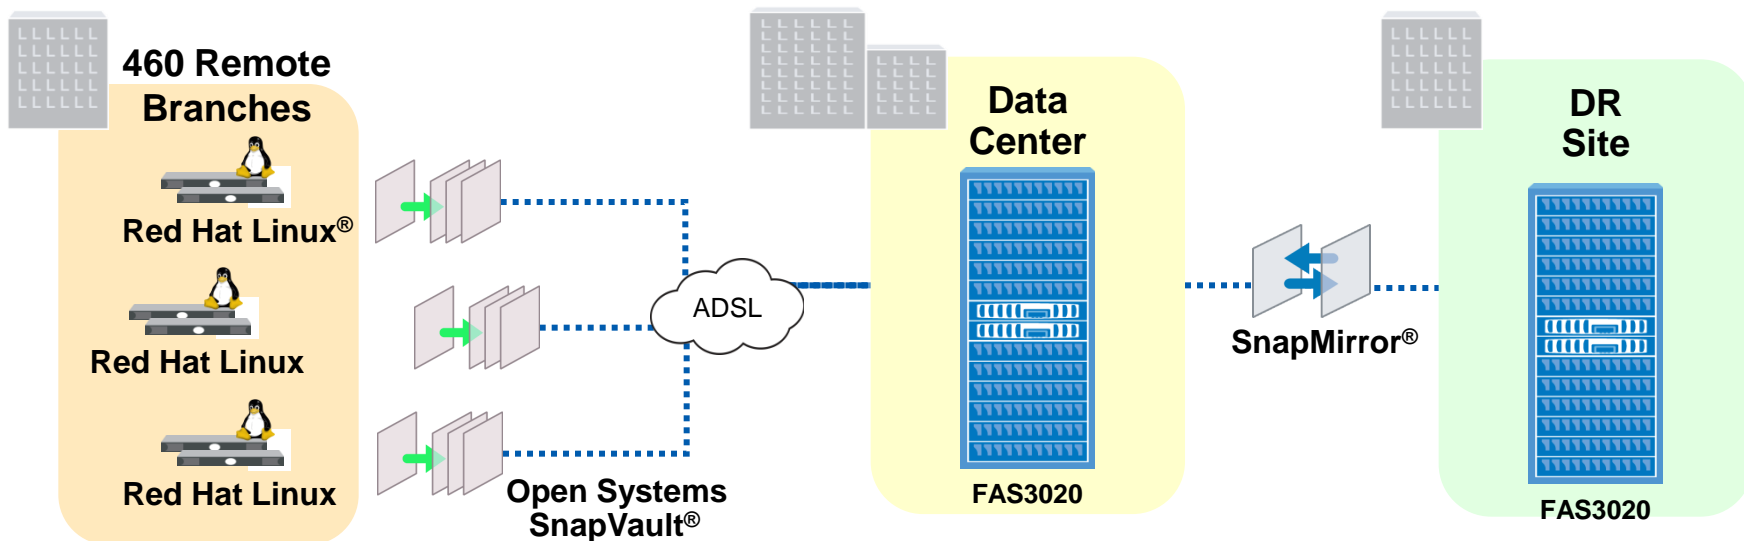 460 Remote
Branches
Red Hat Linux®
Red Hat Linux
Red Hat Linux
Open Systems
SnapVault®
ADSL
Data
Center
FAS3020
SnapMirror®
DR
Site
FAS3020